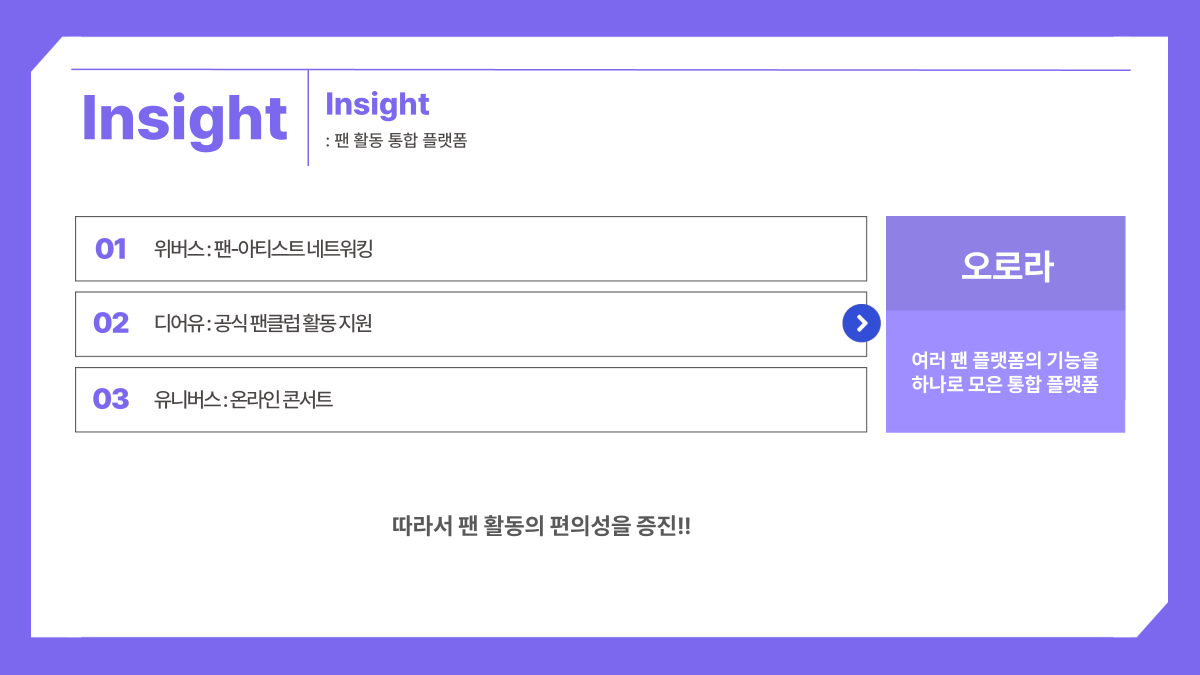 Insight
Insight
: 팬 활동 통합 플랫폼
01 위버스 : 팬-아티스트 네트워킹
02 디어유 : 공식 팬클럽 활동 지원
03 유니버스 : 온라인 콘서트
오로라
여러 팬 플랫폼의 기능을
하나로 모은 통합 플랫폼
따라서 팬 활동의 편의성을 증진!!